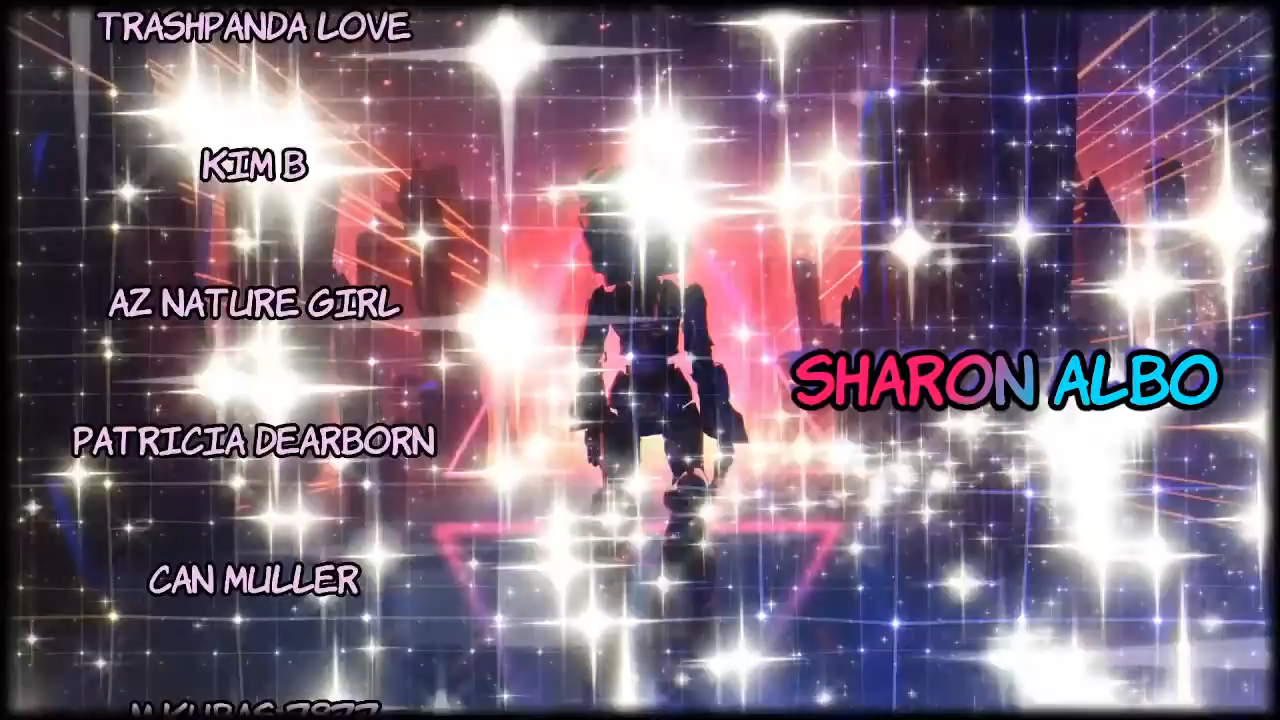 TRASHPANDA LOVE
KIM B
AZ NATURE GIRL
SHARON ALBO
PATRICIA DEARBORN
CAN MULLER